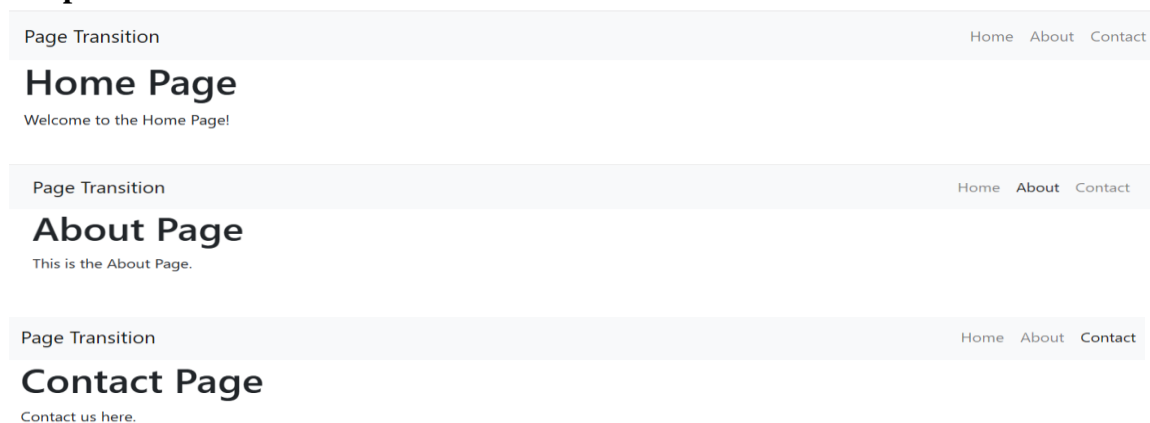 Page Transition Home About Contact
Home Page
Welcome to the Home Page!
Page Transition Home About Contact
About Page
This is the About Page.
Page Transition Home About Contact
Contact Page
Contact us here.